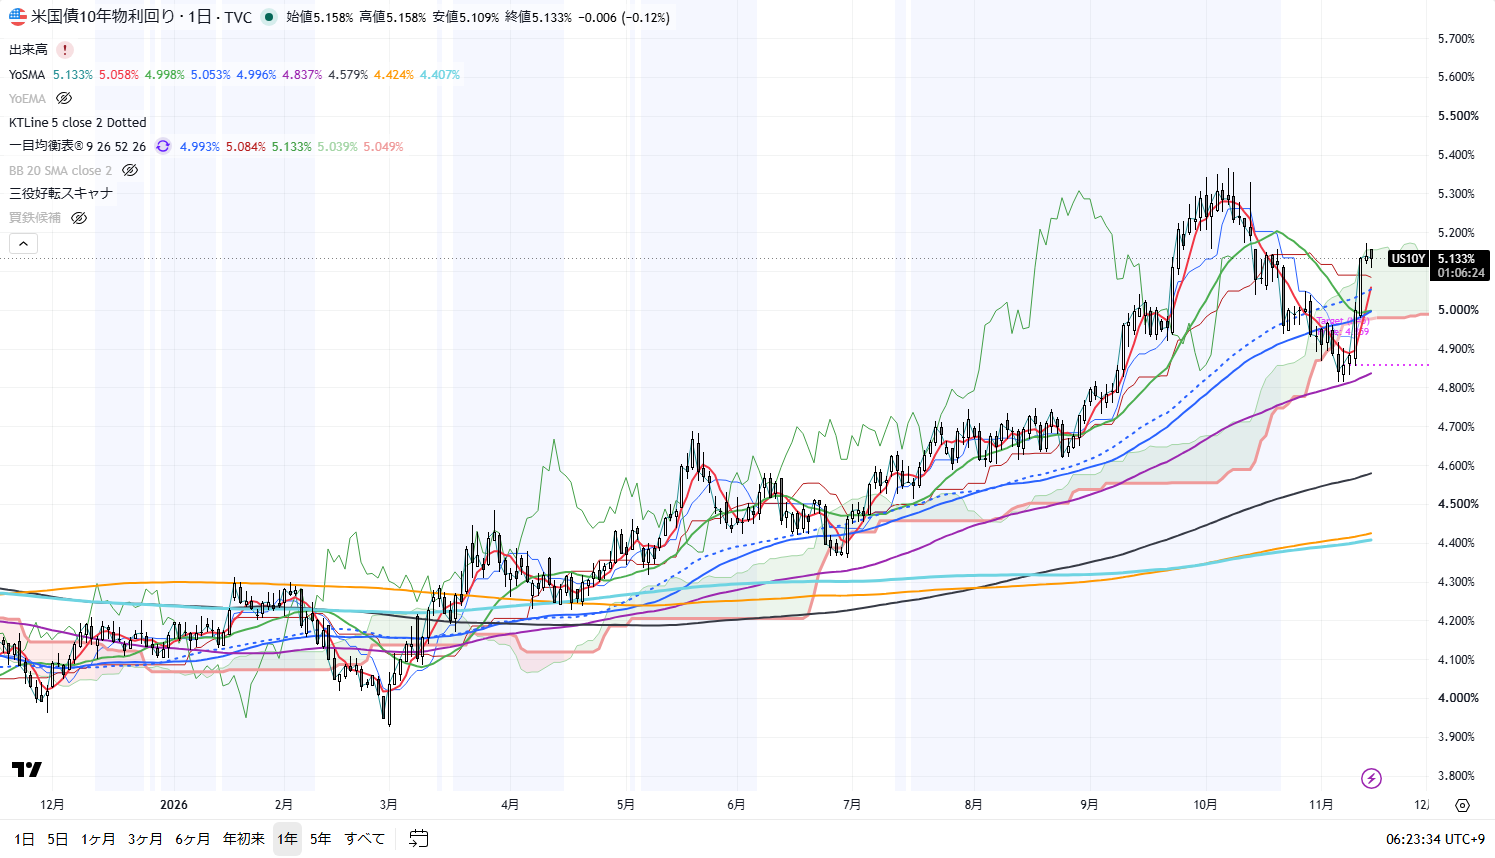 米国債10年物利回り · 1日 · TVC 始値5.158% 高値5.158% 安値5.109% 終値5.133% −0.006 (−0.12%)
出来高
YoSMA 5.133% 5.058% 4.998% 5.053% 4.996% 4.837% 4.579% 4.424% 4.407%
YoEMA
KTLine 5 close 2 Dotted
一目均衡表® 9 26 52 26 4.993% 5.084% 5.133% 5.039% 5.049%
BB 20 SMA close 2
三役好転スキャナ
買鉄候補
5.700%
5.600%
5.500%
5.400%
5.300%
5.200%
US10Y 5.133%
01:06:24
5.000%
4.900%
4.800%
4.700%
4.600%
4.500%
4.400%
4.300%
4.200%
4.100%
4.000%
3.900%
3.800%
Target
12月 2026 2月 3月 4月 5月 6月 7月 8月 9月 10月 11月
1日 5日 1ヶ月 3ヶ月 6ヶ月 年初来 1年 5年 すべて
06:23:34 UTC+9